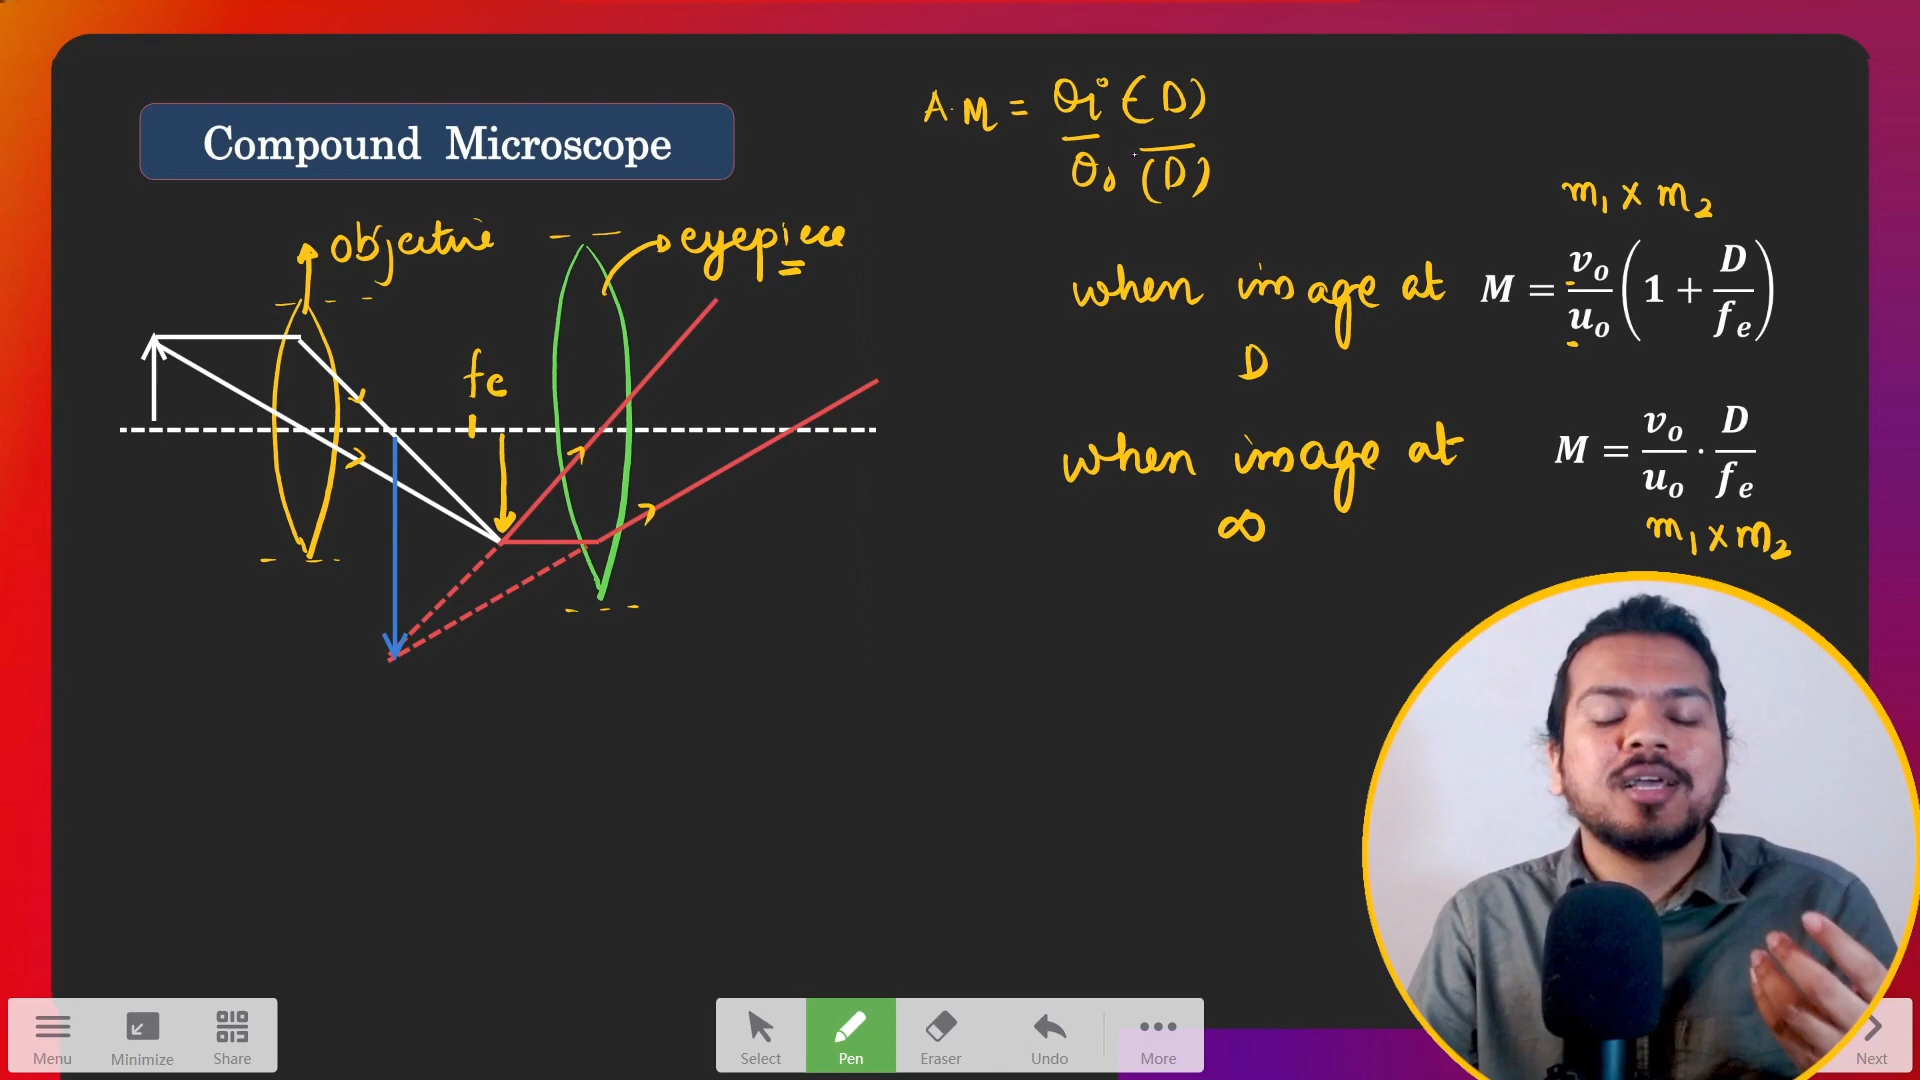 Compound Microscope
A.M = θi (D)
θo (D)
objective
eyepiece
fe
m₁ × m₂
when image at D
M = vₒ/uₒ (1 + D/fₑ)
when image at ∞
M = vₒ/uₒ · D/fₑ
m₁ × m₂
Menu
Minimize
Share
Select
Pen
Eraser
Undo
More
Next